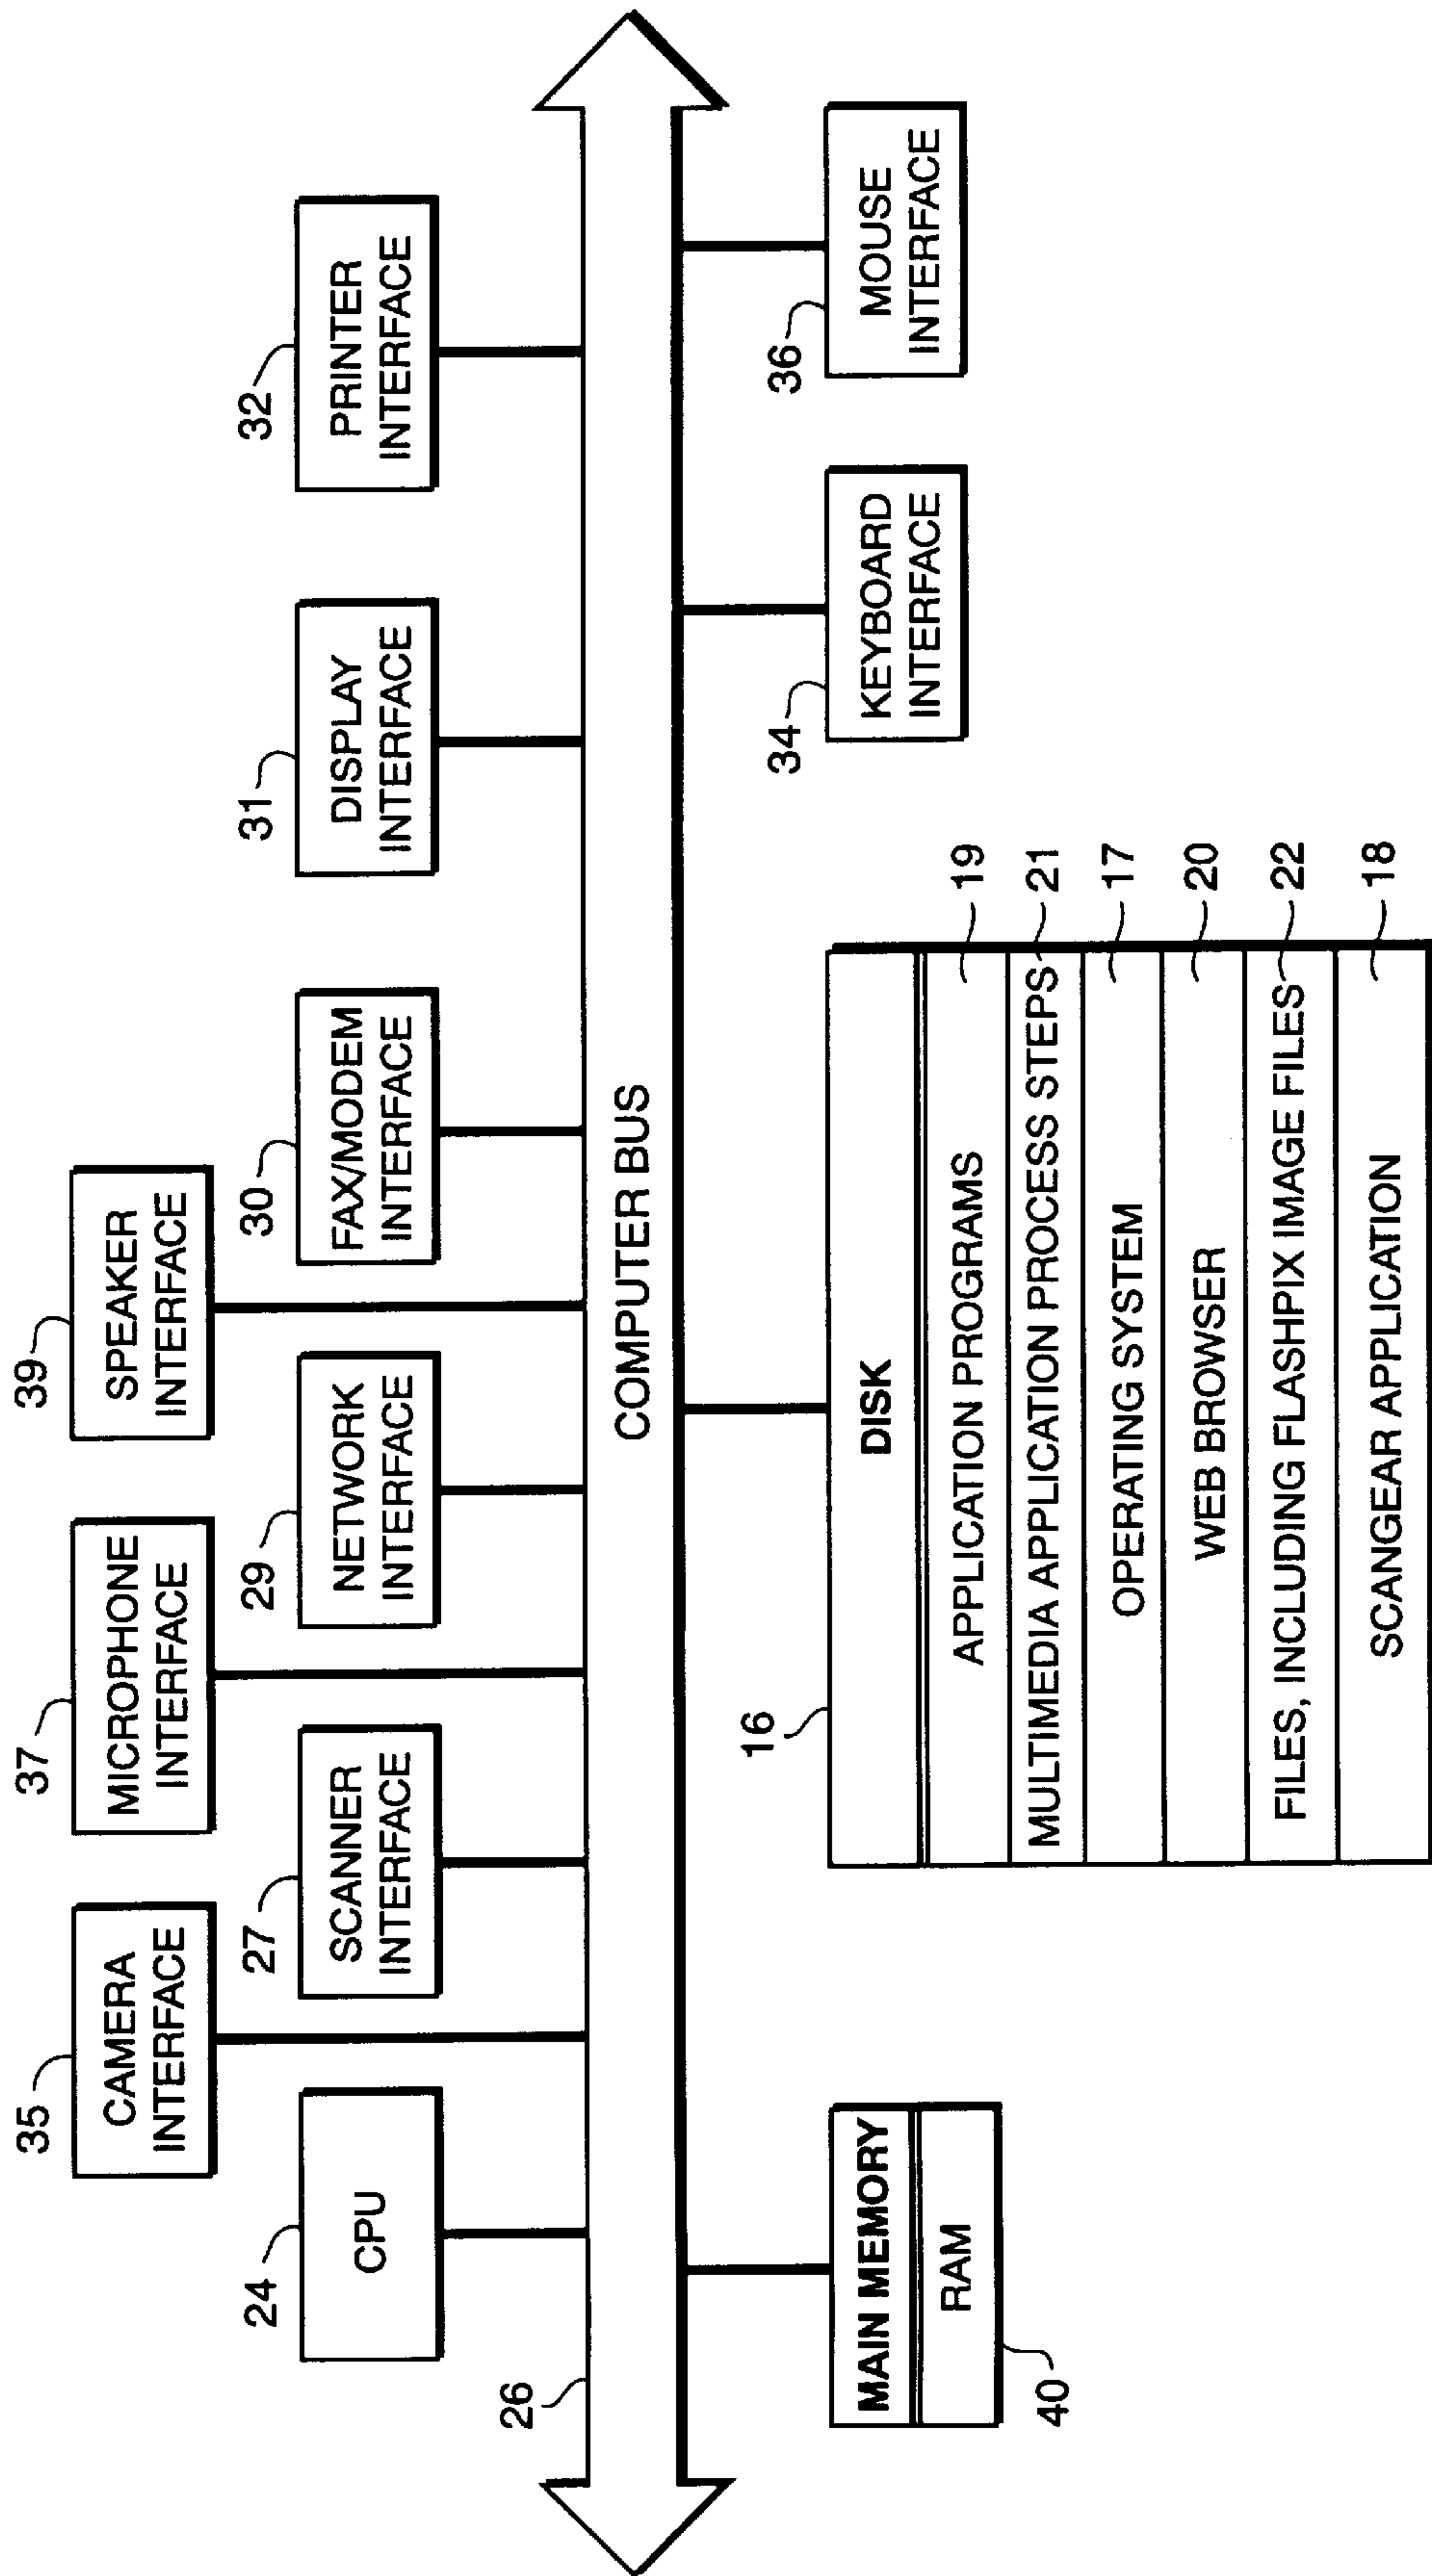 35
CAMERA
INTERFACE
37
MICROPHONE
INTERFACE
39
SPEAKER
INTERFACE
24
CPU
27
SCANNER
INTERFACE
29
NETWORK
INTERFACE
30
FAX/MODEM
INTERFACE
31
DISPLAY
INTERFACE
32
PRINTER
INTERFACE
26
COMPUTER BUS
MAIN MEMORY
RAM
40
16
DISK
APPLICATION PROGRAMS
19
MULTIMEDIA APPLICATION PROCESS STEPS
21
OPERATING SYSTEM
17
WEB BROWSER
20
FILES, INCLUDING FLASHPIX IMAGE FILES
22
SCANGEAR APPLICATION
18
34
KEYBOARD
INTERFACE
36
MOUSE
INTERFACE